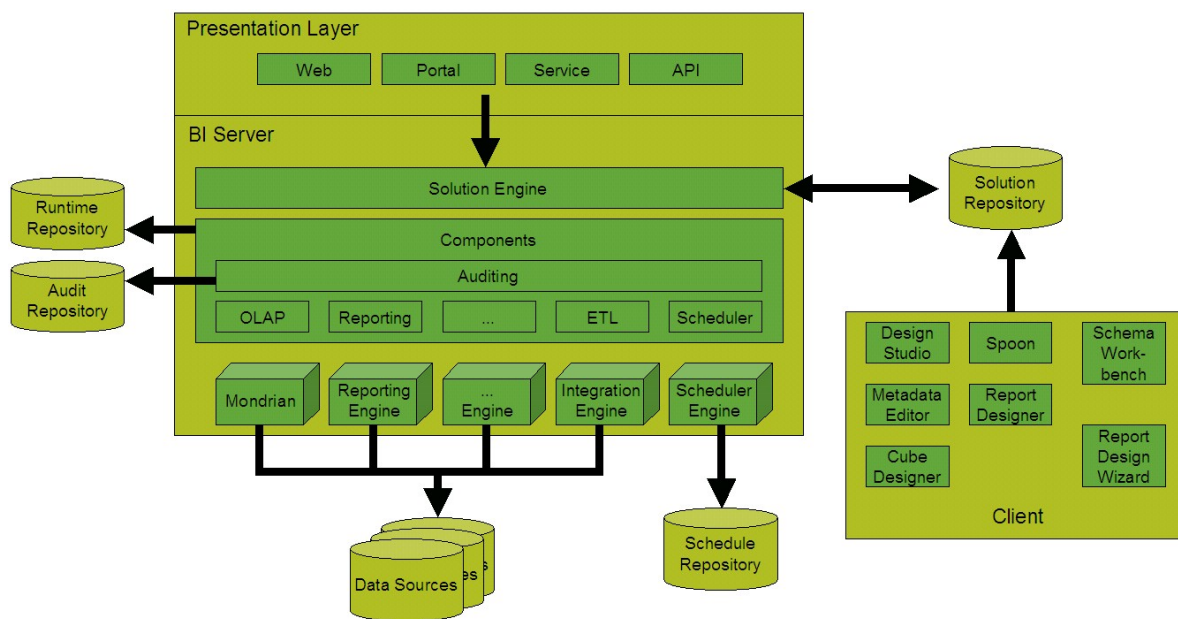 Presentation Layer
Web
Portal
Service
API
BI Server
Solution Engine
Solution
Repository
Runtime
Repository
Components
Auditing
Audit
Repository
OLAP
Reporting
...
ETL
Scheduler
Mondrian
Reporting
Engine
...
Engine
Integration
Engine
Scheduler
Engine
Design
Studio
Spoon
Schema
Work-
bench
Metadata
Editor
Report
Designer
Cube
Designer
Report
Design
Wizard
Client
Data Sources
Schedule
Repository